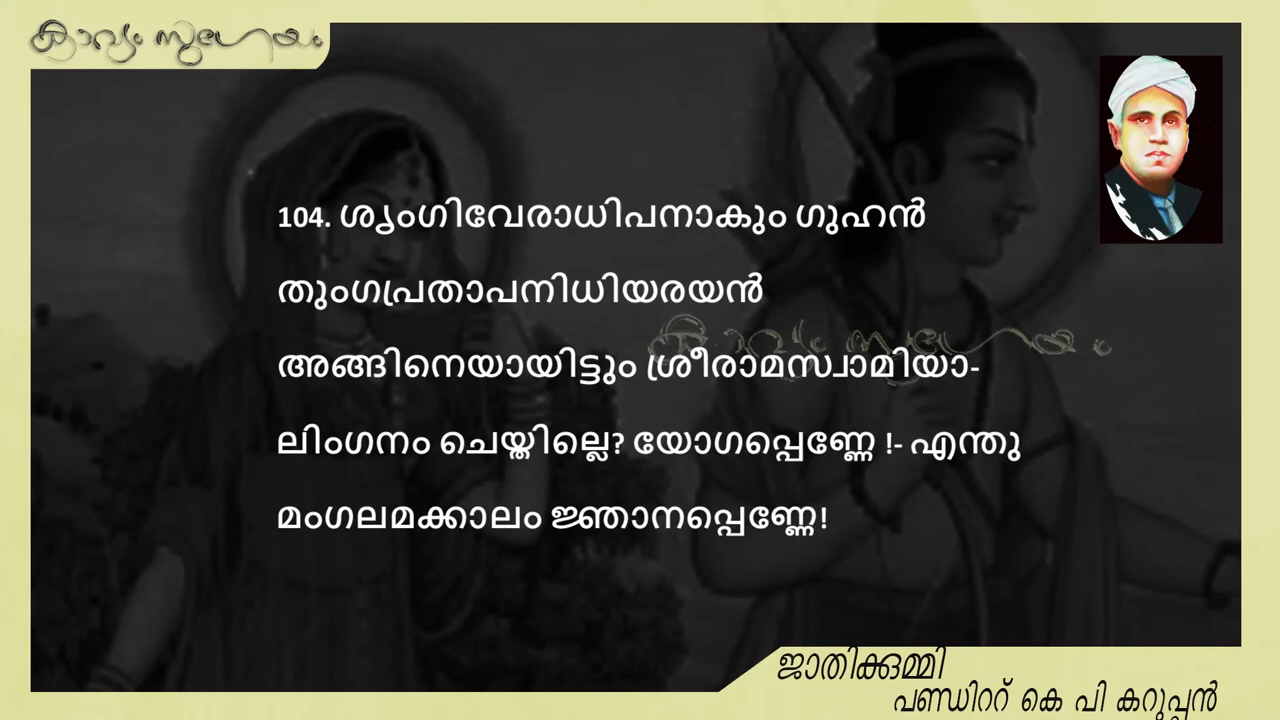 കാവ്യം സുഗേയം
104. ശൃംഗിവേരാധിപനാകും ഗുഹൻ
തുംഗപ്രതാപനിധിയരയൻ
കാവ്യം സുഗേയം
അങ്ങിനെയായിട്ടും ശ്രീരാമസ്വാമിയാ-
ലിംഗനം ചെയ്തില്ലെ? യോഗപ്പെണ്ണേ !- എന്തു
മംഗലമക്കാലം ജ്ഞാനപ്പെണ്ണേ!
ജാതിക്കുമ്മി
പണ്ഡിററ് കെ പി കറുപ്പൻ